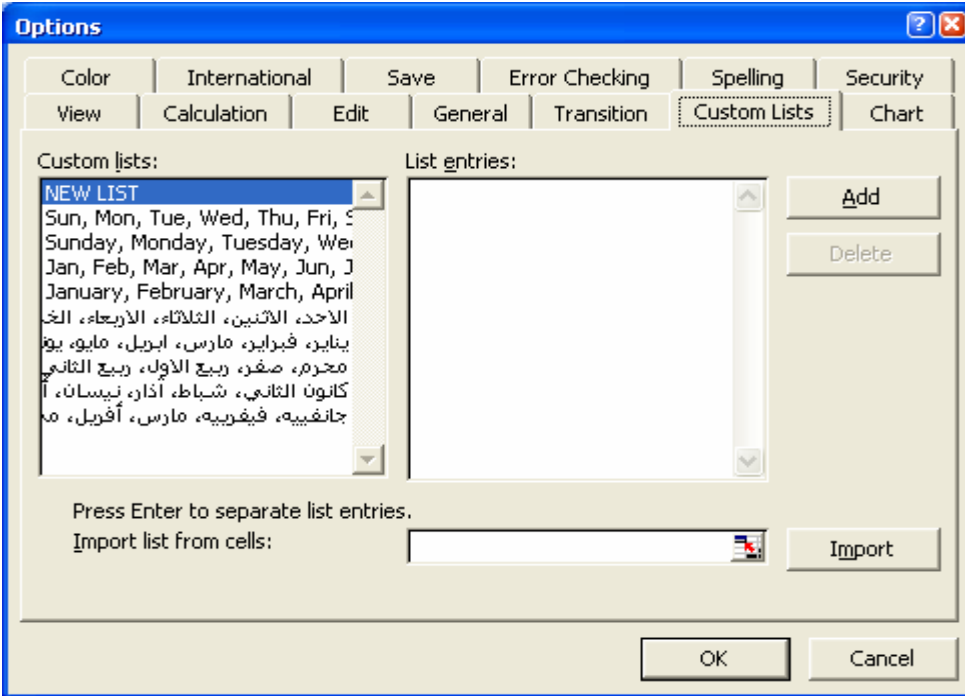 Options
Color International Save Error Checking Spelling Security
View Calculation Edit General Transition Custom Lists Chart
Custom lists: List entries:
NEW LIST
Add
Sun, Mon, Tue, Wed, Thu, Fri, S
Sunday, Monday, Tuesday, Wed
Delete
Jan, Feb, Mar, Apr, May, Jun, J
January, February, March, April
الاحد، الاثنين، الثلاثاء، الاربعاء، الخ
يناير، فبراير، مارس، ابريل، مايو، يون
محرم، صفر، ربيع الاول، ربيع الثاني
كانون الثاني، شباط، آذار، نيسان، أ
جانفييه، فيفرييه، مارس، أفريل، م
Press Enter to separate list entries.
Import list from cells: Import
OK Cancel